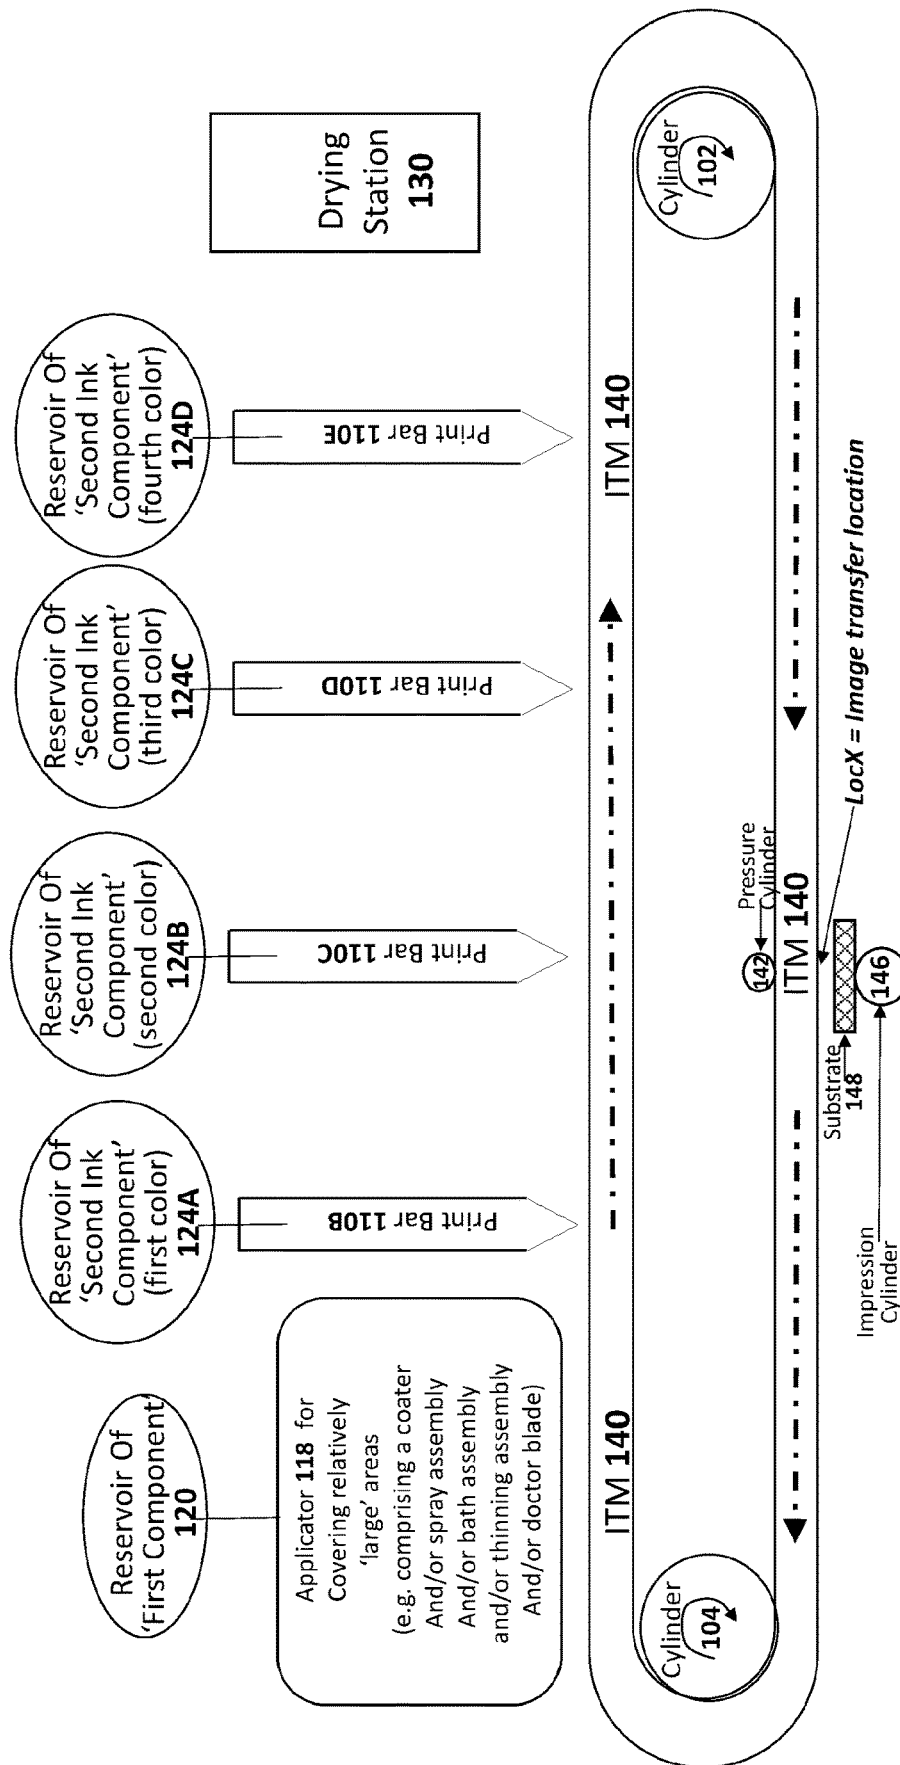 Reservoir Of
'First Component'
120
Reservoir Of
'Second Ink
Component'
(first color)
124A
Reservoir Of
'Second Ink
Component'
(second color)
124B
Reservoir Of
'Second Ink
Component'
(third color)
124C
Reservoir Of
'Second Ink
Component'
(fourth color)
124D
Applicator 118 for
Covering relatively
'large' areas
(e.g. comprising a coater
And/or spray assembly
And/or bath assembly
and/or thinning assembly
And/or doctor blade)
Print Bar 110B
Print Bar 110C
Print Bar 110D
Print Bar 110E
Drying
Station
130
ITM 140
ITM 140
Cylinder
104
Cylinder
102
Pressure
Cylinder
142
ITM 140
Substrate
148
146
Impression
Cylinder
LocX = Image transfer location